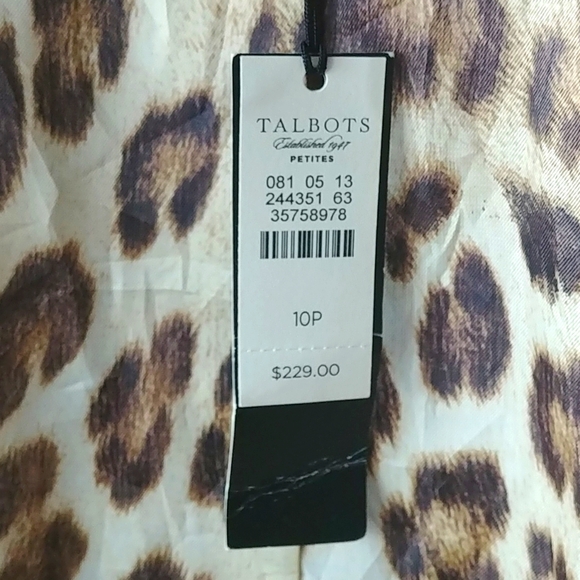 TALBOTS
Established 1947
PETITES
081 05 13
244351 63
35758978
10P
$229.00